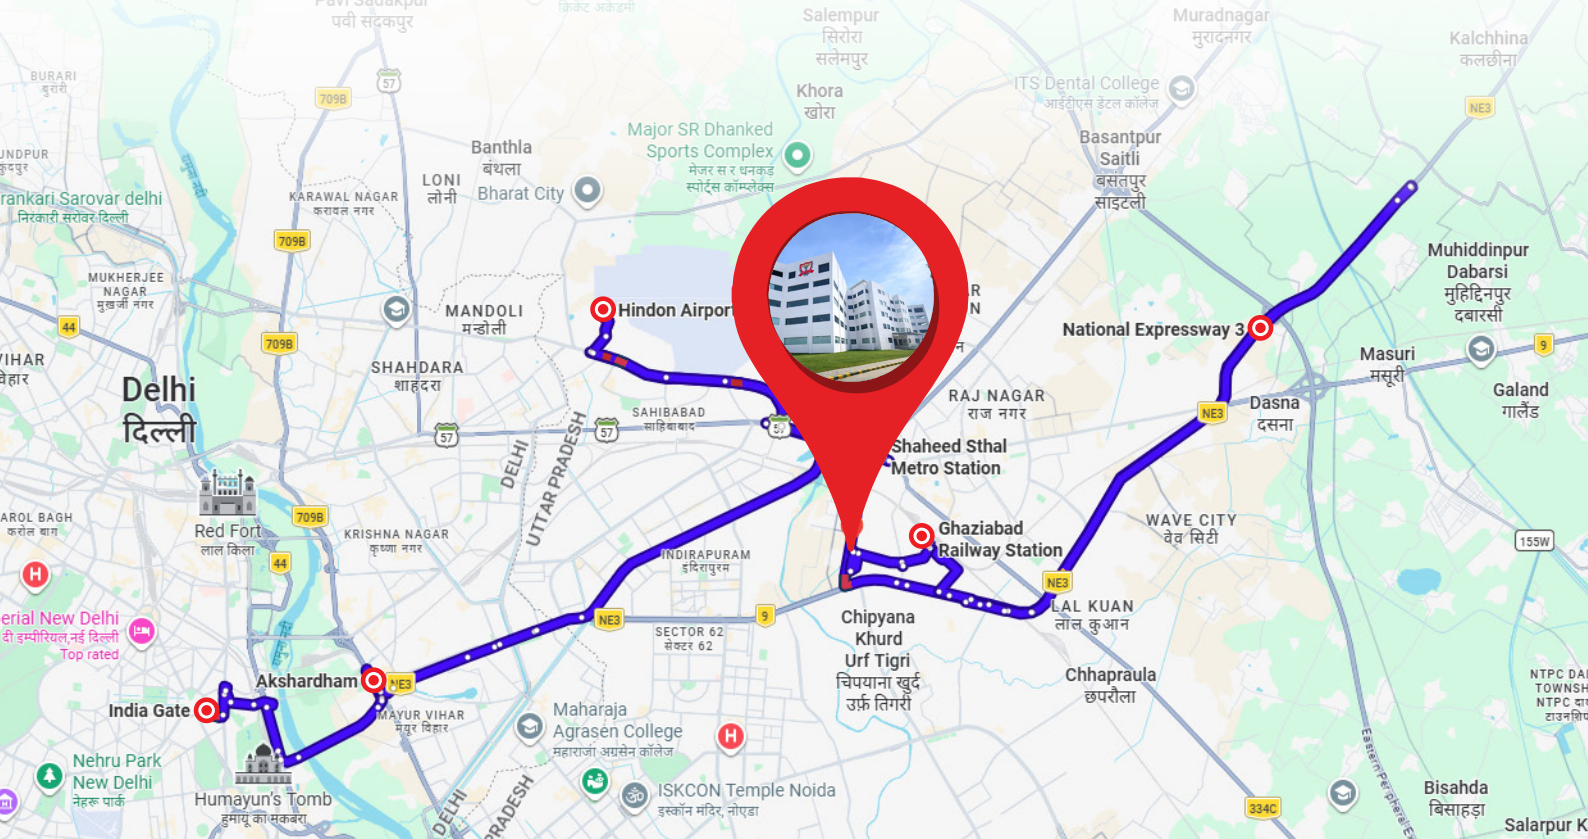 Pavi Sadakpur
पवी सदकपुर
क्रिकेट अकेडमी
Salempur
सिरोरा
सलेमपुर
Muradnagar
मुरादनगर
Kalchhina
कलछीना
BURARI
बुरारी
57
709B
ITS Dental College
आईटीएस डेंटल कॉलेज
NE3
Khora
खोरा
Major SR Dhanked
Sports Complex
मेजर स र धनकड़
स्पोर्ट्स कॉम्प्लेक्स
Basantpur
Saitli
बसंतपुर
साइटली
Banthla
बंथला
LONI
लोनी
Bharat City
KARAWAL NAGAR
करावल नगर
rankari Sarovar delhi
निरंकारी सरोवर दिल्ली
709B
MUKHERJEE
NAGAR
मुखर्जी नगर
Muhiddinpur
Dabarsi
मुहिद्दिनपुर
दबारसी
MANDOLI
मन्डोली
Hindon Airport
National Expressway 3
44
709B
9
VIHAR
विहार
SHAHDARA
शाहदरा
Masuri
मसूरी
Galand
गालैंड
Delhi
दिल्ली
RAJ NAGAR
राज नगर
NE3
Dasna
दसना
SAHIBABAD
साहिबाबाद
57
57
57
DELHI
UTTAR PRADESH
Shaheed Sthal
Metro Station
709B
Red Fort
लाल किला
AROL BAGH
करोल बाग
KRISHNA NAGAR
कृष्णा नगर
Ghaziabad
Railway Station
WAVE CITY
वेव सिटी
155W
44
INDIRAPURAM
इंदिरापुरम
H
NE3
LAL KUAN
लाल कुआन
NE3
9
Chipyana
Khurd
Urf Tigri
चिपयाना खुर्द
उर्फ़ तिगरी
erial New Delhi
दी इम्पीरियल,नई दिल्ली
Top rated
SECTOR 62
सेक्टर 62
Chhapraula
छपरौला
Akshardham
NE3
India Gate
MAYUR VIHAR
मयूर विहार
Maharaja
Agrasen College
महाराजा अग्रसेन कॉलेज
H
Nehru Park
New Delhi
नेहरू पार्क
Humayun's Tomb
हुमायूं का मकबरा
ISKCON Temple Noida
इस्कॉन मंदिर, नोएडा
DELHI
PRADESH
334C
Bisahda
बिसाहड़ा
Salarpur K